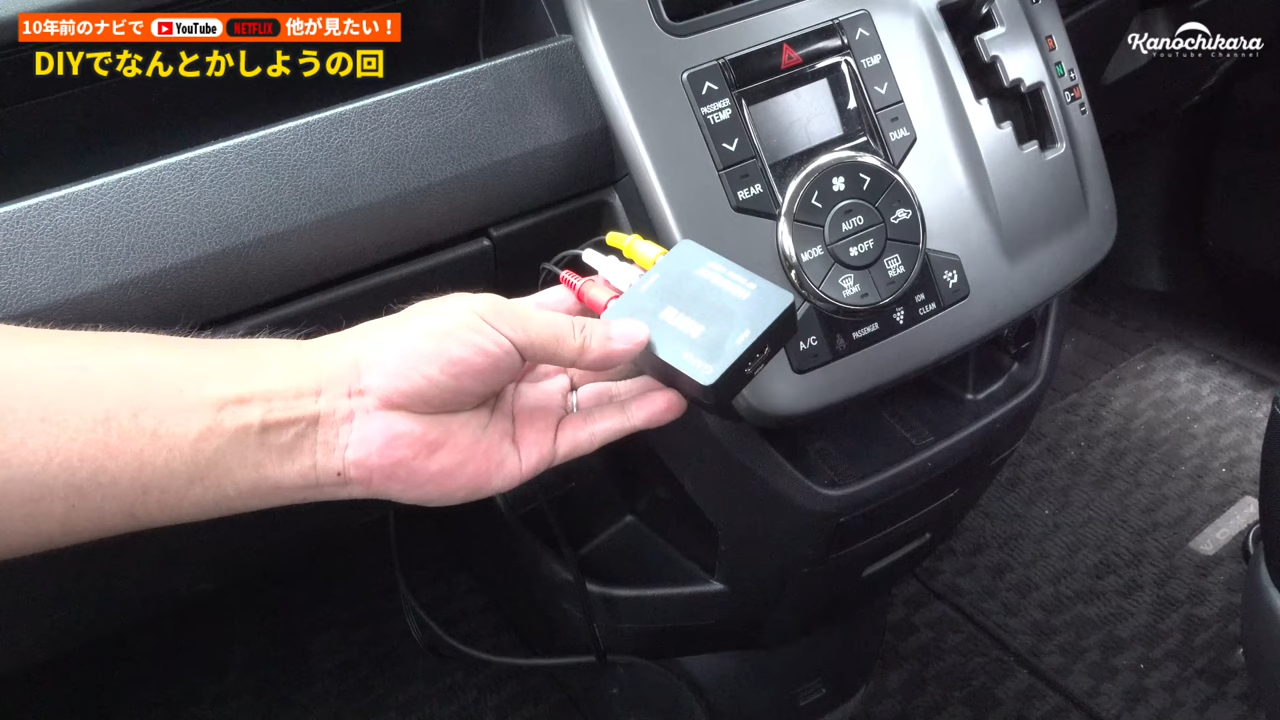 10年前のナビで YouTube NETFLIX 他が見たい！
DIYでなんとかしようの回
Kanochikara
YouTube Channel
TEMP
PASSENGER
TEMP
DUAL
REAR
AUTO
MODE
OFF
REAR
FRONT
A/C
PASSENGER
ION
CLEAN
R
N
D-M
+
-